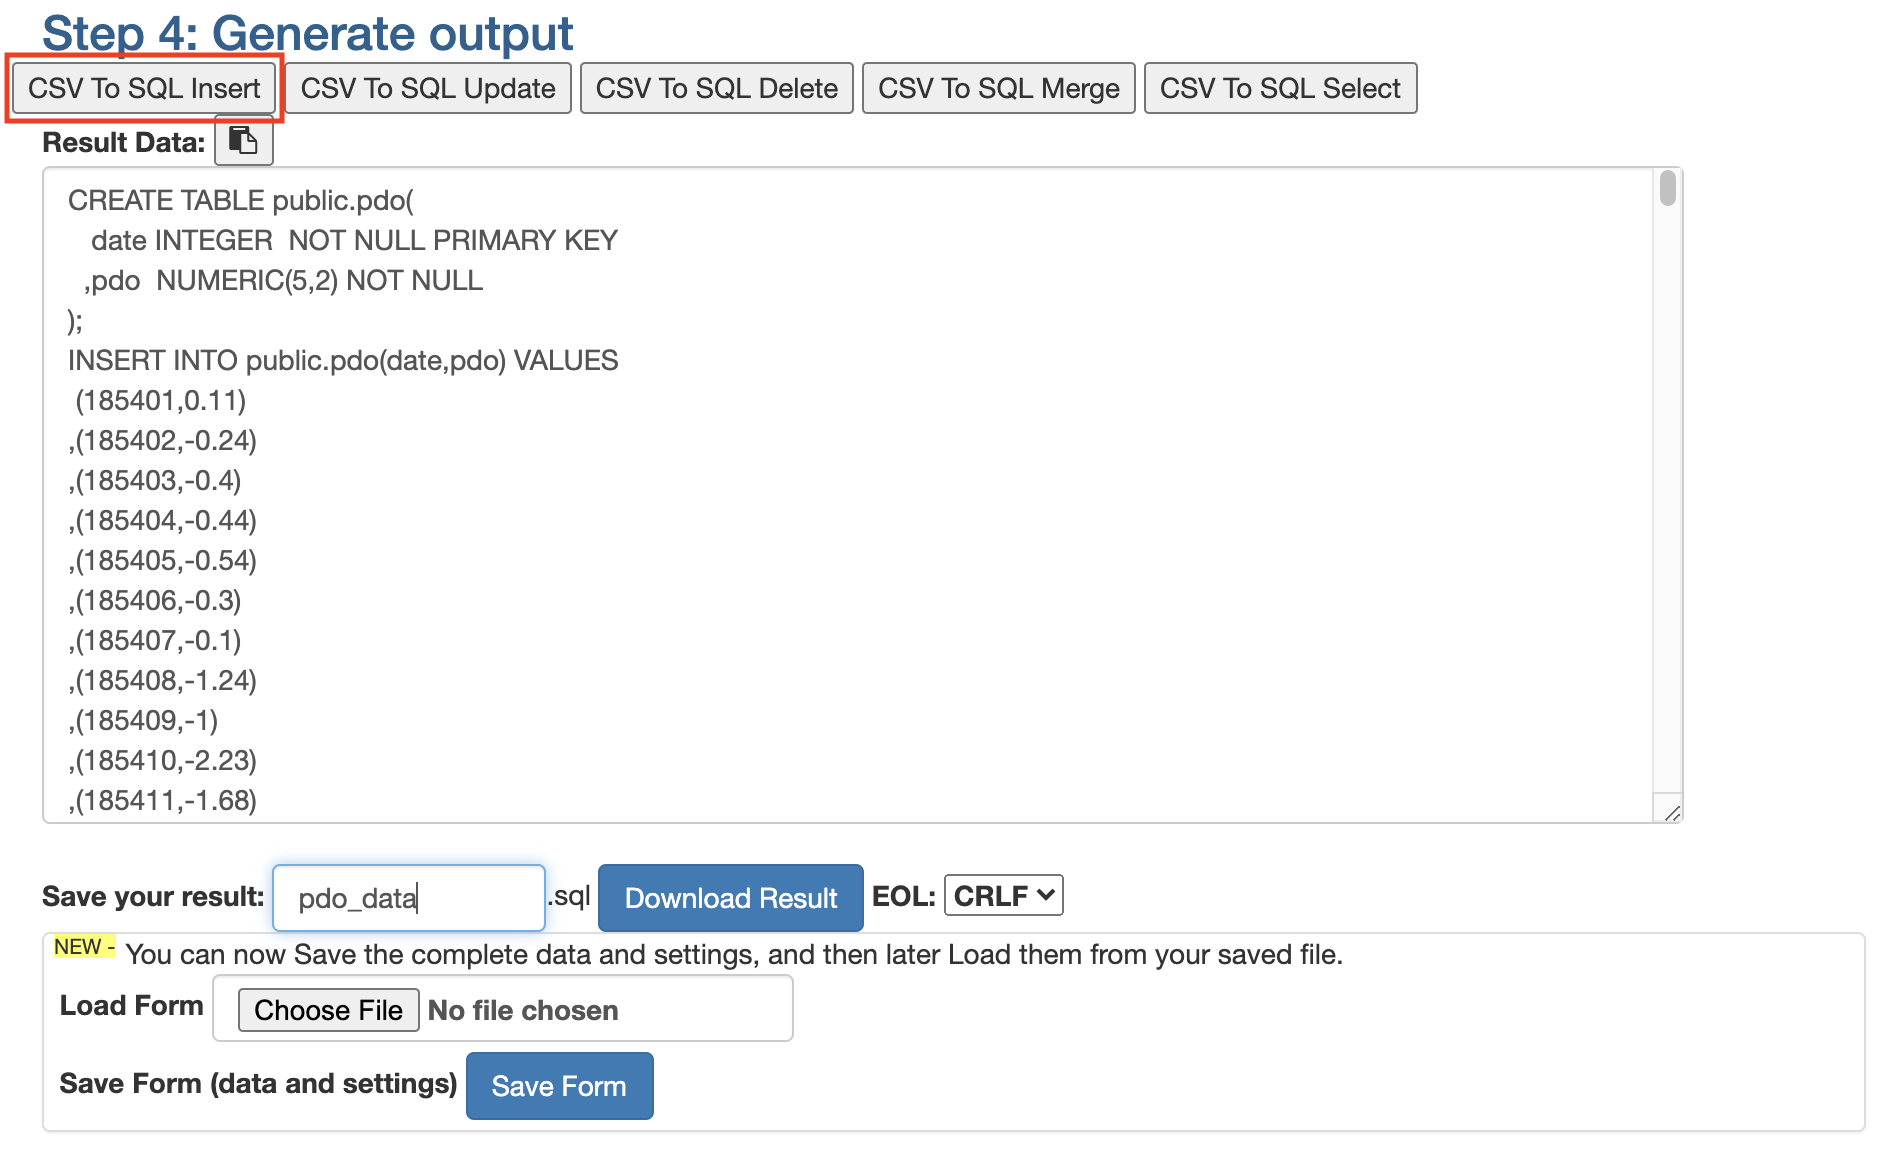 Step 4: Generate output
CSV To SQL Insert CSV To SQL Update CSV To SQL Delete CSV To SQL Merge CSV To SQL Select
Result Data:
CREATE TABLE public.pdo(
date INTEGER  NOT NULL PRIMARY KEY
,pdo  NUMERIC(5,2) NOT NULL
);
INSERT INTO public.pdo(date,pdo) VALUES
(185401,0.11)
,(185402,-0.24)
,(185403,-0.4)
,(185404,-0.44)
,(185405,-0.54)
,(185406,-0.3)
,(185407,-0.1)
,(185408,-1.24)
,(185409,-1)
,(185410,-2.23)
,(185411,-1.68)
Save your result: pdo_data .sql Download Result EOL: CRLF
NEW - You can now Save the complete data and settings, and then later Load them from your saved file.
Load Form Choose File No file chosen
Save Form (data and settings) Save Form